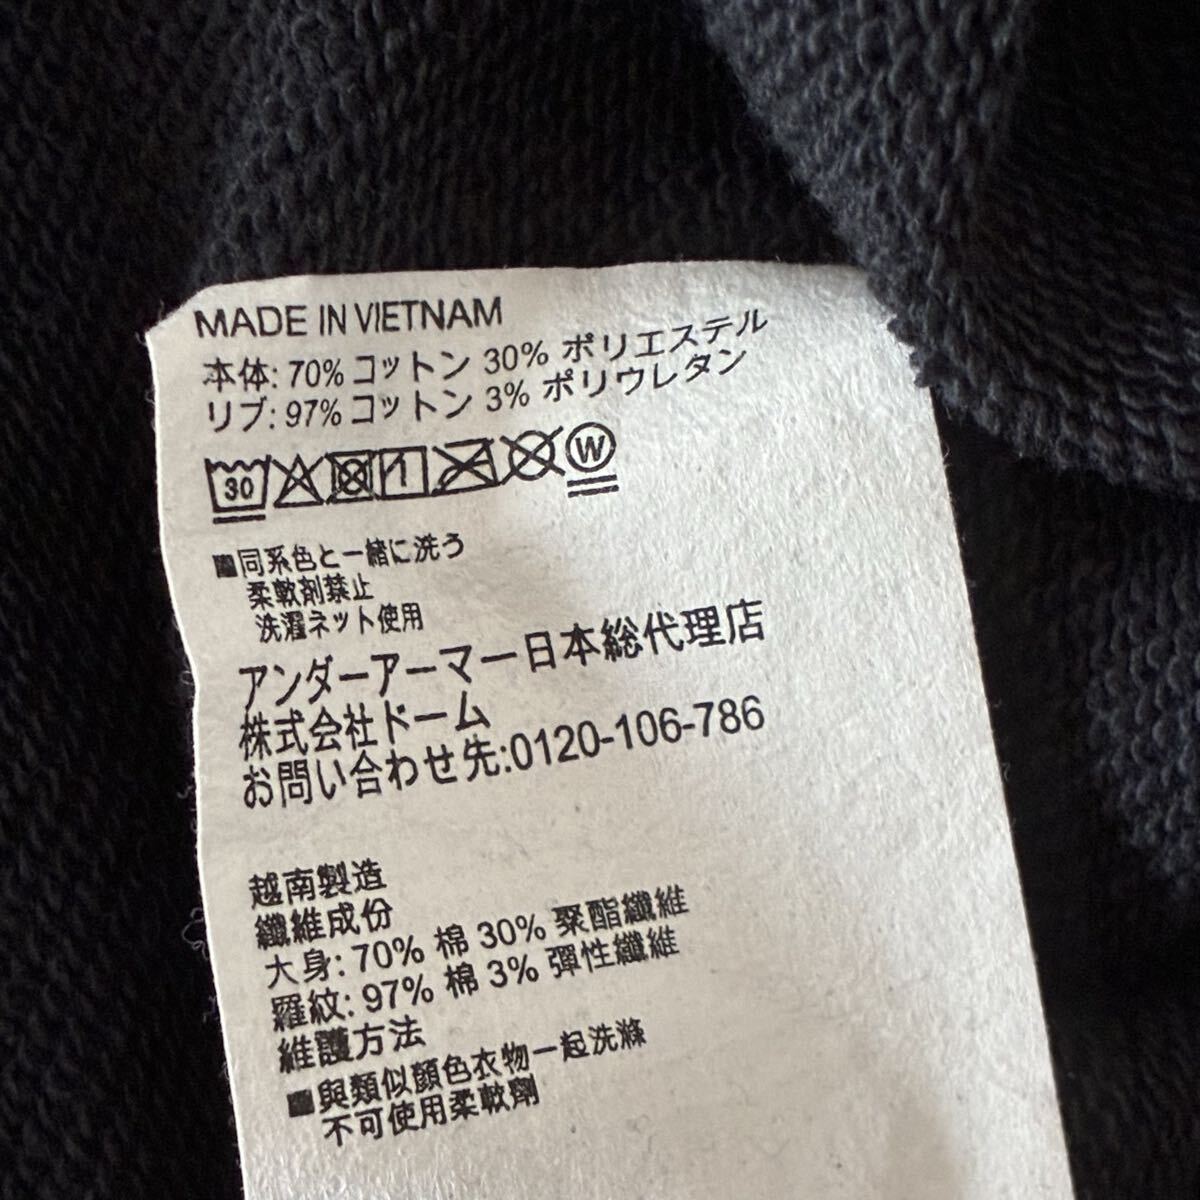 MADE IN VIETNAM
本体: 70% コットン 30% ポリエステル
リブ: 97% コットン 3% ポリウレタン
30 W
■同系色と一緒に洗う
柔軟剤禁止
洗濯ネット使用
アンダーアーマー日本総代理店
株式会社ドーム
お問い合わせ先:0120-106-786
越南製造
纖維成份
大身: 70% 棉 30% 聚酯纖維
羅紋: 97% 棉 3% 彈性纖維
維護方法
■與類似顏色衣物一起洗滌
不可使用柔軟劑